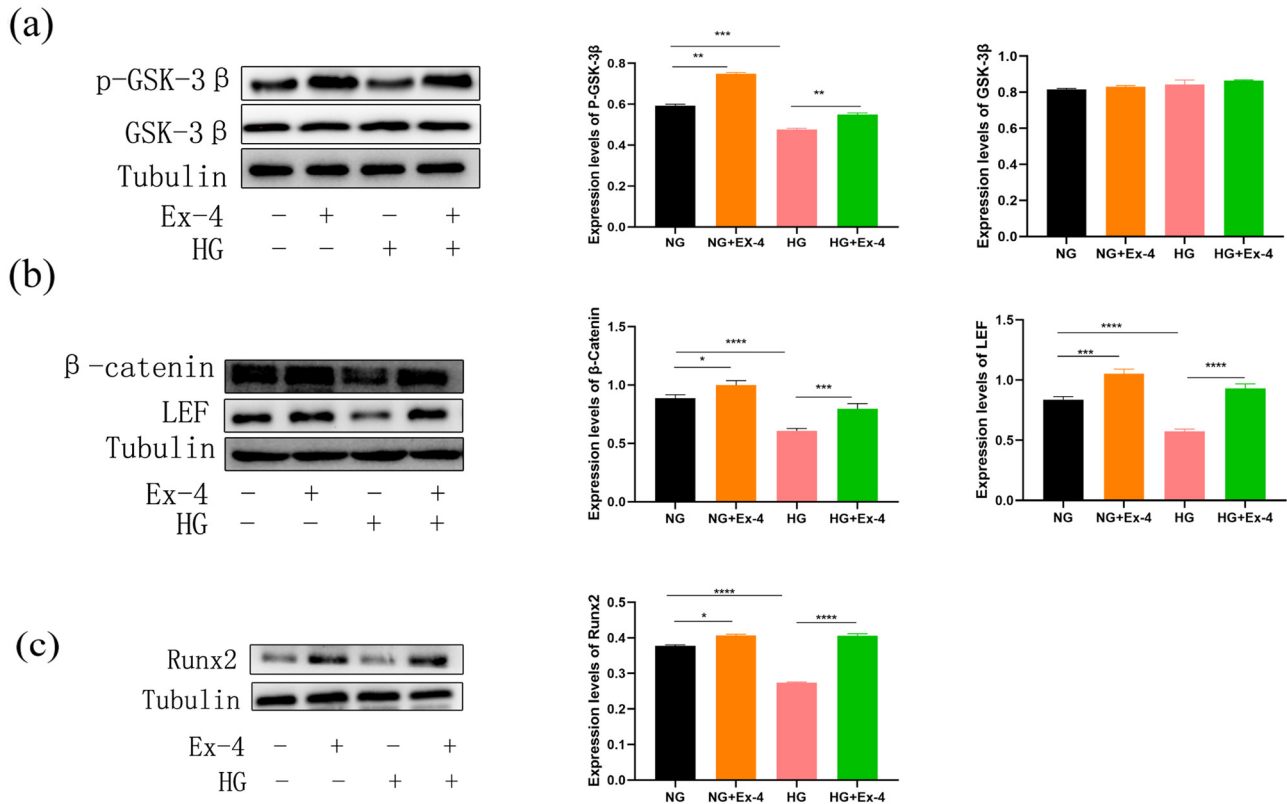 (a)
p-GSK-3β
GSK-3β
Tubulin
Ex-4 − + − +
HG − − + +
Expression levels of P-GSK-3β
0.8
0.6
0.4
0.2
0.0
***
**
**
NG NG+EX-4 HG HG+Ex-4
Expression levels of GSK-3β
1.0
0.8
0.6
0.4
0.2
0.0
NG NG+Ex-4 HG HG+Ex-4
(b)
β-catenin
LEF
Tubulin
Ex-4 − + − +
HG − − + +
Expression levels of β-Catenin
1.5
1.0
0.5
0.0
****
*
***
NG NG+Ex-4 HG HG+Ex-4
Expression levels of LEF
1.5
1.0
0.5
0.0
****
***
****
NG NG+Ex-4 HG HG+Ex-4
(c)
Runx2
Tubulin
Ex-4 − + − +
HG − − + +
Expression levels of Runx2
0.5
0.4
0.3
0.2
0.1
0.0
****
*
****
NG NG+Ex-4 HG HG+Ex-4